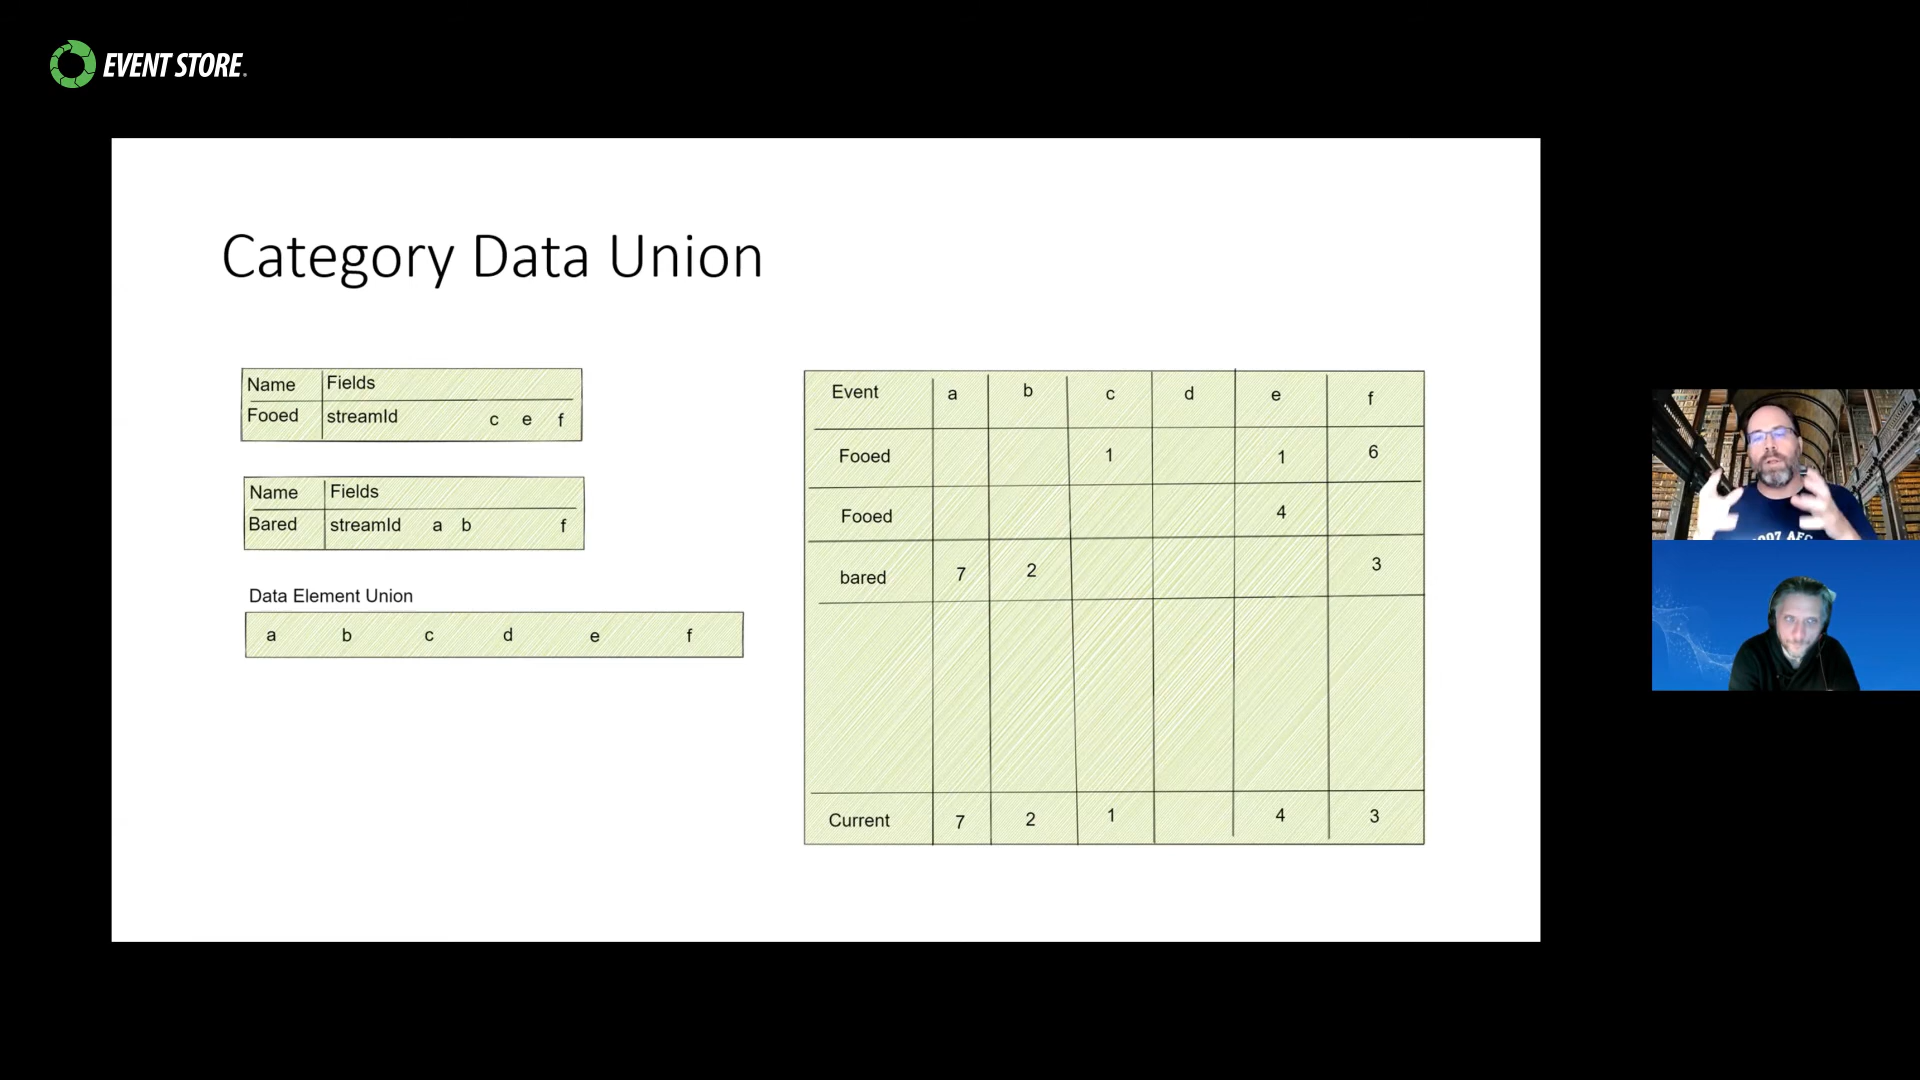 EVENT STORE
Category Data Union
Name Fields
Fooed streamId c e f
Name Fields
Bared streamId a b f
Data Element Union
a b c d e f
Event a b c d e f
Fooed 1 1 6
Fooed 4
bared 7 2 3
Current 7 2 1 4 3